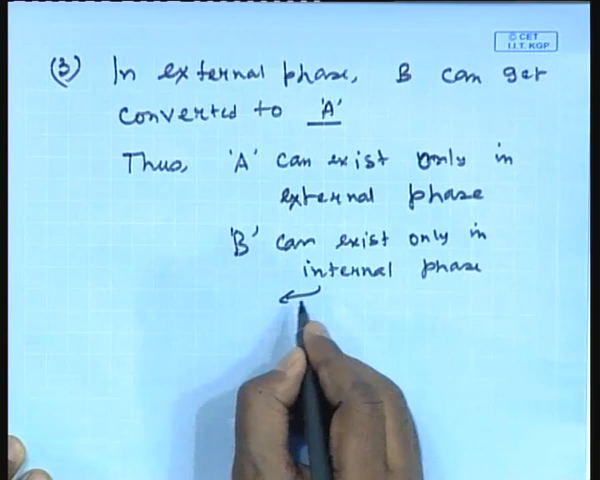 © CET
I.I.T. KGP
(3) In external phase, B can get
converted to 'A'
Thus, 'A' can exist only in
external phase
'B' can exist only in
internal phase